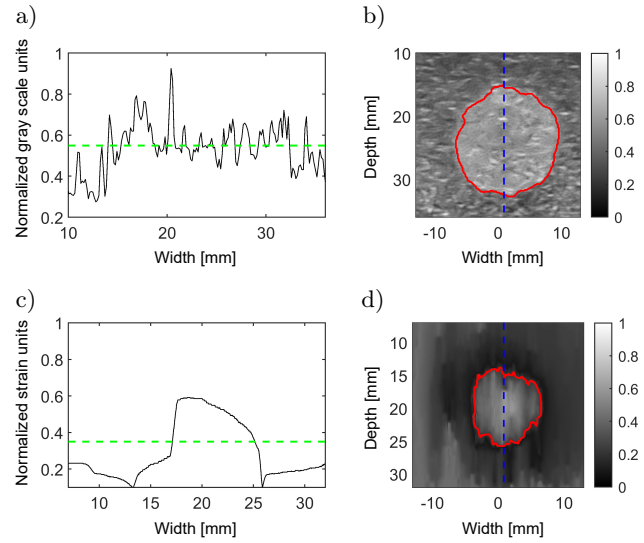 a)
Normalized gray scale units
1
0.8
0.6
0.4
0.2
10 20 30
Width [mm]
b)
Depth [mm]
10
20
30
-10 0 10
Width [mm]
1
0.8
0.6
0.4
0.2
0
c)
Normalized strain units
1
0.8
0.6
0.4
0.2
10 15 20 25 30
Width [mm]
d)
Depth [mm]
10
15
20
25
30
-10 0 10
Width [mm]
1
0.8
0.6
0.4
0.2
0